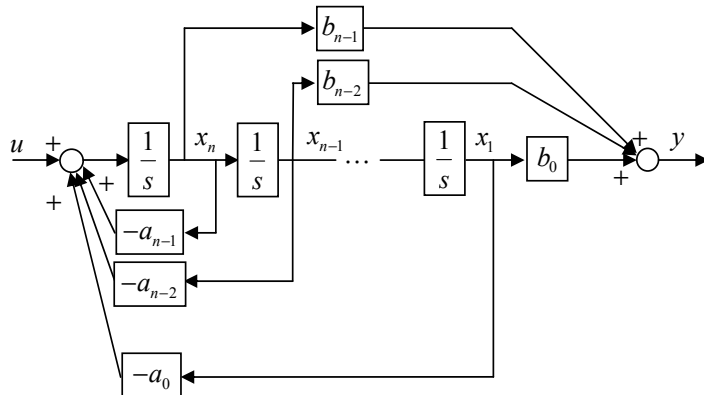 b_{n-1}
b_{n-2}
u + 1/s x_n 1/s x_{n-1} ... 1/s x_1 b_0 + y
+ + +
-a_{n-1}
-a_{n-2}
-a_0